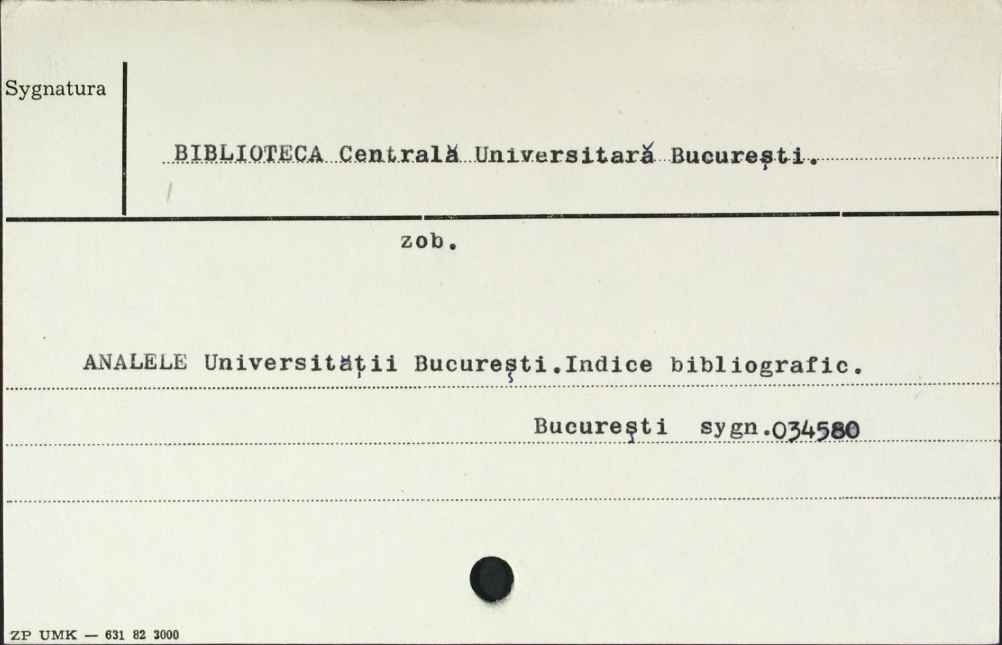 Sygnatura
BIBLIOTECA Centrală Universitară București.
zob.
ANALELE Universității București.Indice bibliografic.
București sygn.034580
ZP UMK — 631 82 3000